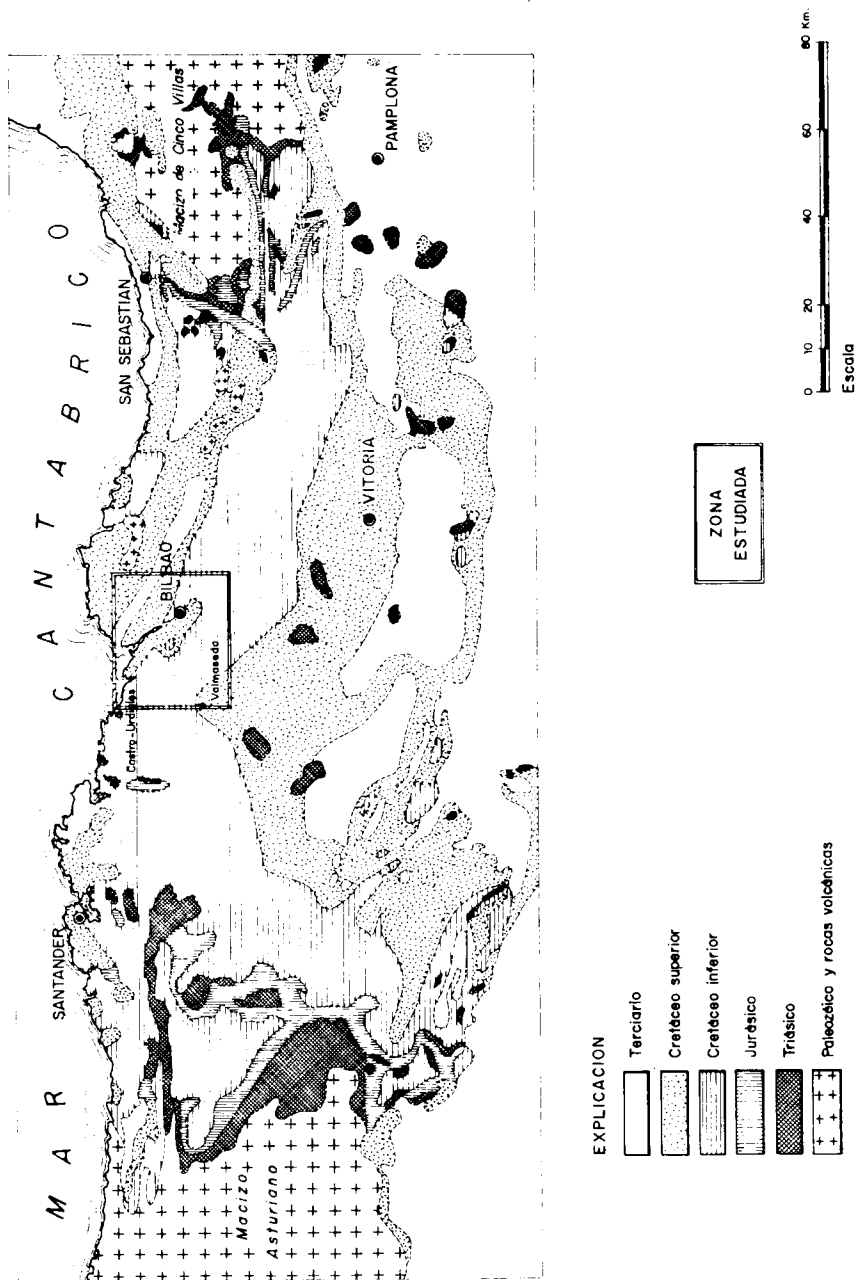 MAR CANTABRICO
SANTANDER
Castro-Urdiales
BILBAO
Valmaseda
SAN SEBASTIAN
Macizo de Cinco Villas
VITORIA
PAMPLONA
Macizo
Asturiano
EXPLICACION
Terciario
Cretáceo superior
Cretáceo inferior
Jurásico
Triásico
Paleozóico y rocas volcánicas
ZONA
ESTUDIADA
0 10 20 40 60 80 Km.
Escala